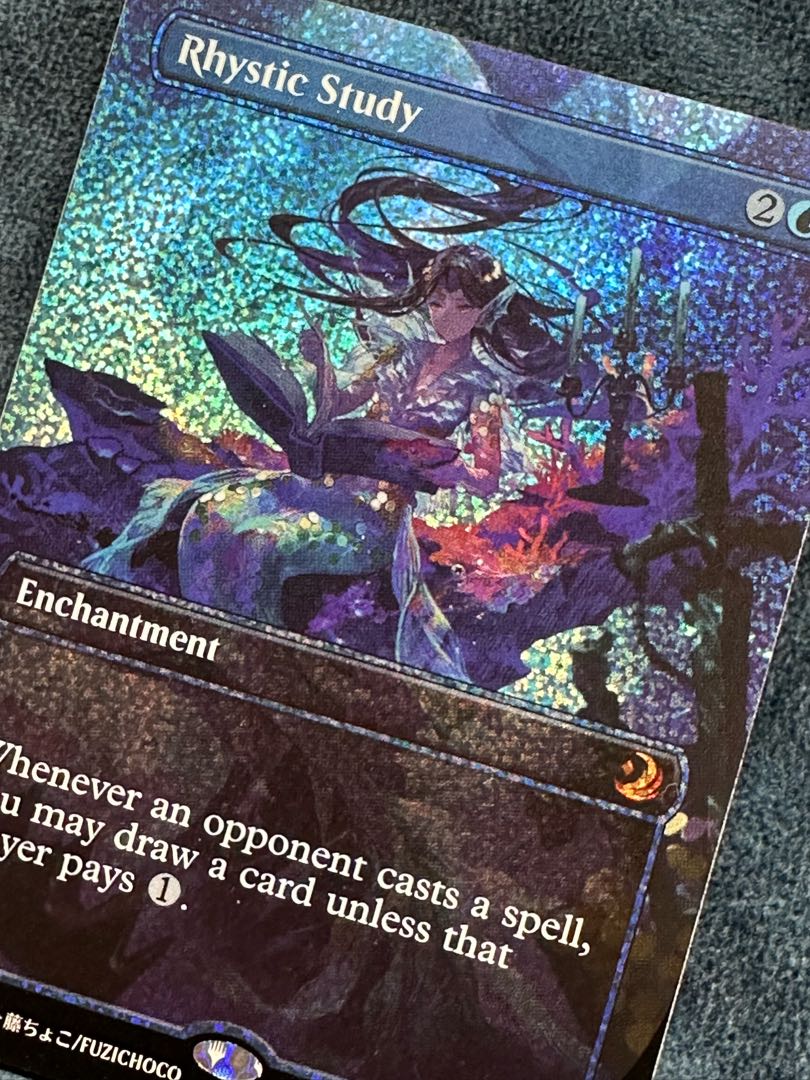 Rhystic Study
2
Enchantment
Whenever an opponent casts a spell,
u may draw a card unless that
yer pays 1.
藤ちょこ/FUZICHOCO